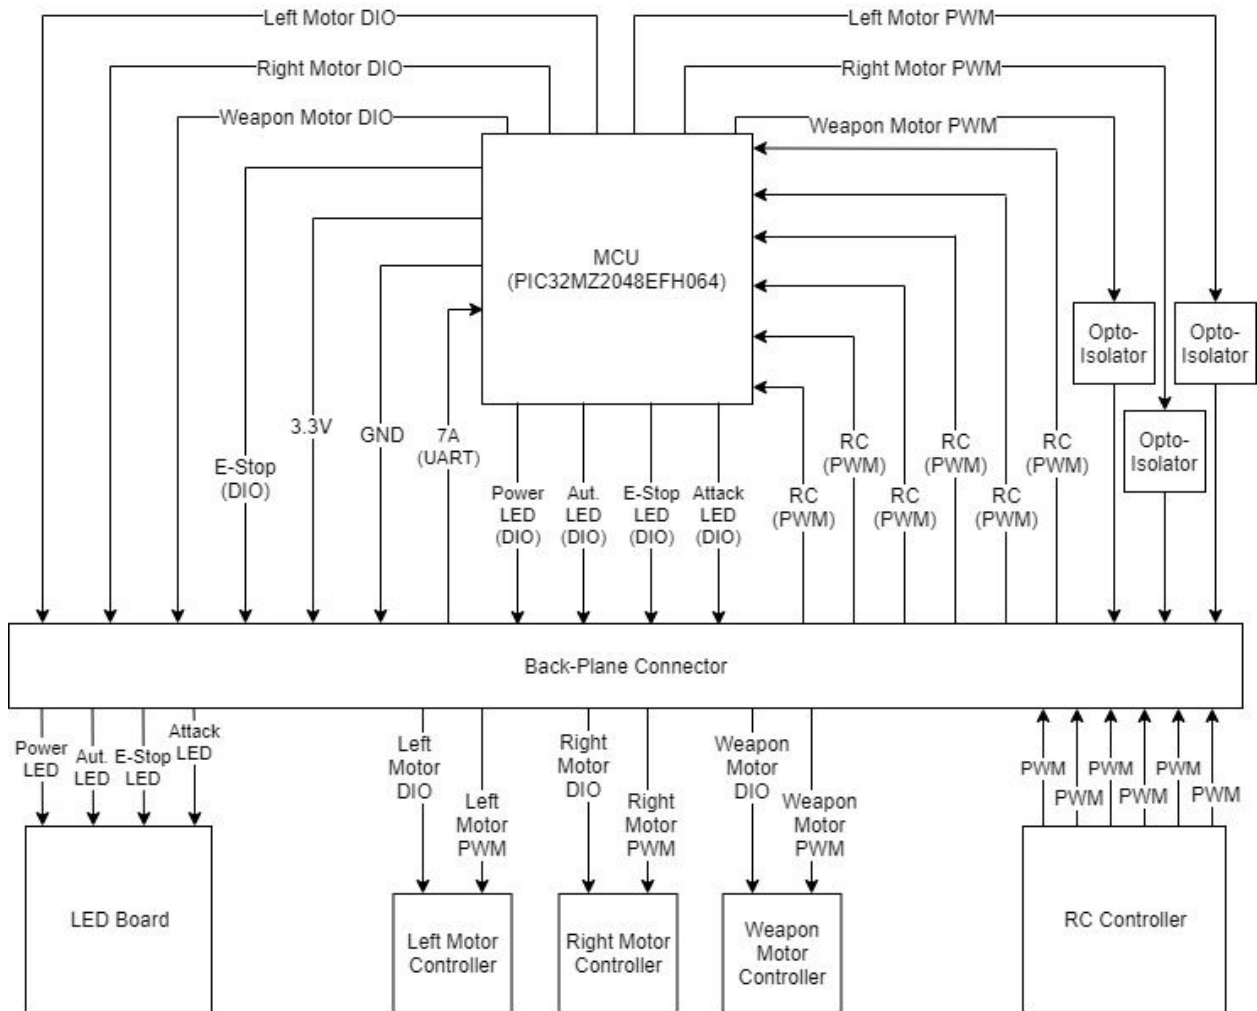 Left Motor DIO
Left Motor PWM
Right Motor DIO
Right Motor PWM
Weapon Motor DIO
Weapon Motor PWM
MCU
(PIC32MZ2048EFH064)
Opto-
Isolator
Opto-
Isolator
Opto-
Isolator
E-Stop
(DIO)
3.3V
GND
7A
(UART)
Power
LED
(DIO)
Aut.
LED
(DIO)
E-Stop
LED
(DIO)
Attack
LED
(DIO)
RC
(PWM)
RC
(PWM)
RC
(PWM)
RC
(PWM)
RC
(PWM)
RC
(PWM)
Back-Plane Connector
Power
LED
Aut.
LED
E-Stop
LED
Attack
LED
Left
Motor
DIO
Left
Motor
PWM
Right
Motor
DIO
Right
Motor
PWM
Weapon
Motor
DIO
Weapon
Motor
PWM
PWM
PWM
PWM
PWM
PWM
PWM
LED Board
Left Motor
Controller
Right Motor
Controller
Weapon
Motor
Controller
RC Controller